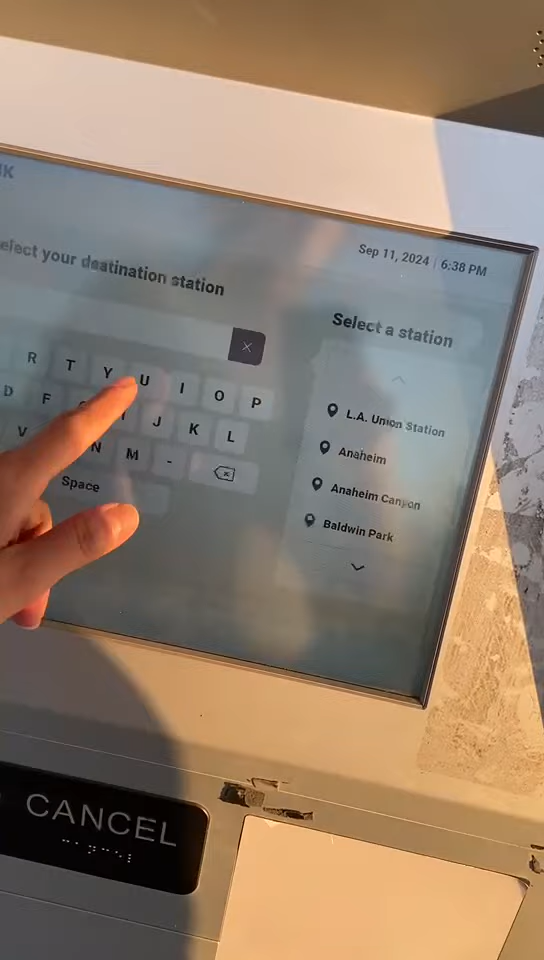 Sep 11, 2024 | 6:38 PM
elect your destination station
Select a station
R T Y U I O P
D F J K L
V N M -
Space
L.A. Union Station
Anaheim
Anaheim Canyon
Baldwin Park
CANCEL